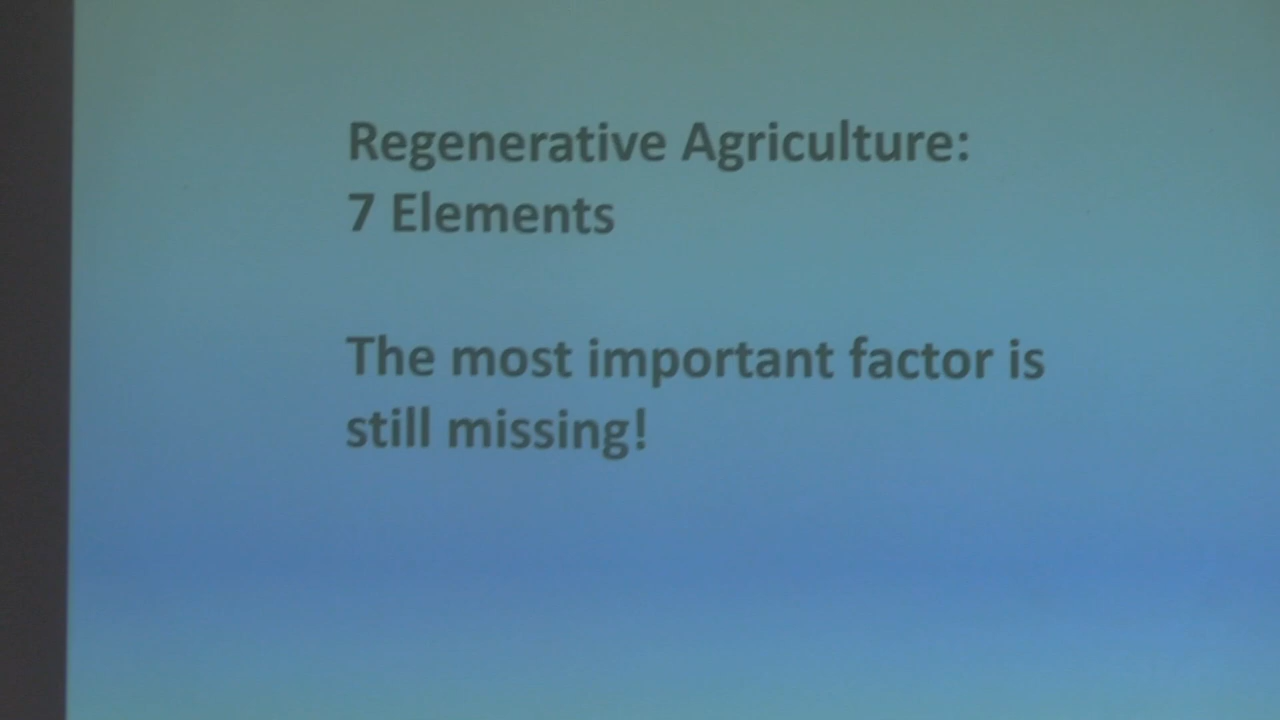 Regenerative Agriculture:
7 Elements
The most important factor is
still missing!